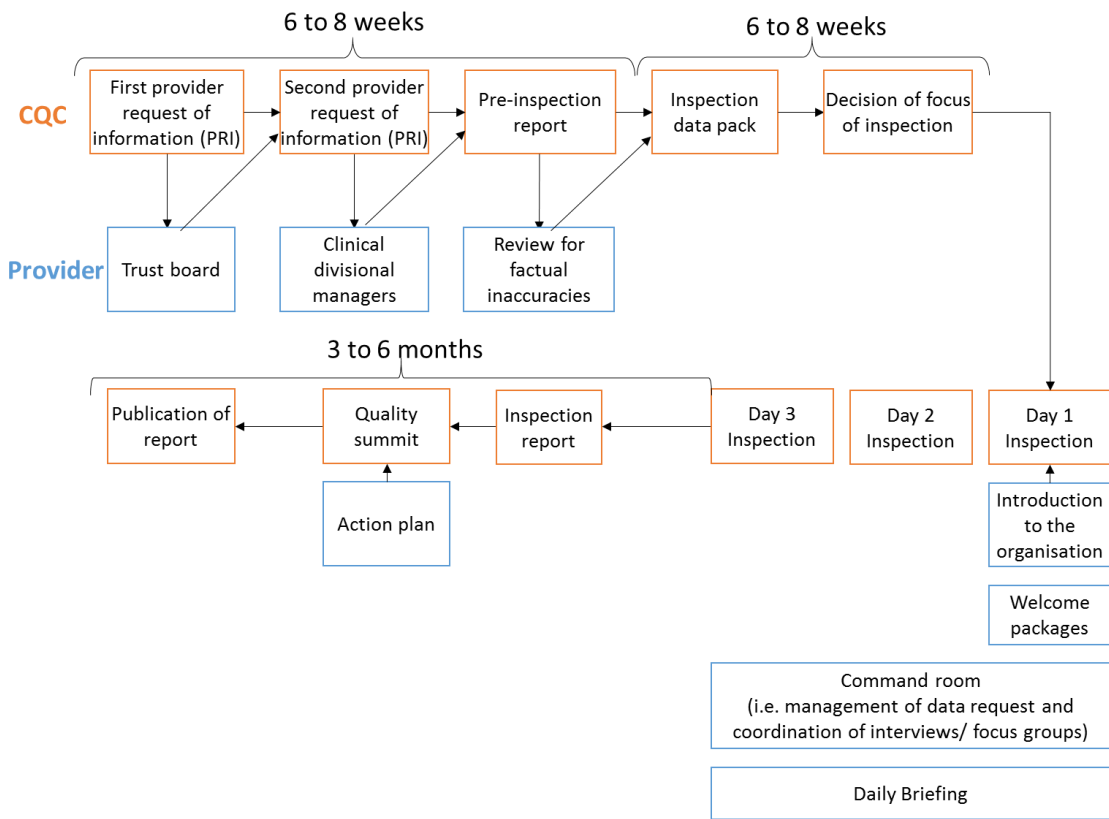 6 to 8 weeks
6 to 8 weeks
CQC
First provider
request of
information (PRI)
Second provider
request of
information (PRI)
Pre-inspection
report
Inspection
data pack
Decision of focus
of inspection
Provider
Trust board
Clinical
divisional
managers
Review for
factual
inaccuracies
3 to 6 months
Publication of
report
Quality
summit
Inspection
report
Day 3
Inspection
Day 2
Inspection
Day 1
Inspection
Action plan
Introduction
to the
organisation
Welcome
packages
Command room
(i.e. management of data request and
coordination of interviews/ focus groups)
Daily Briefing